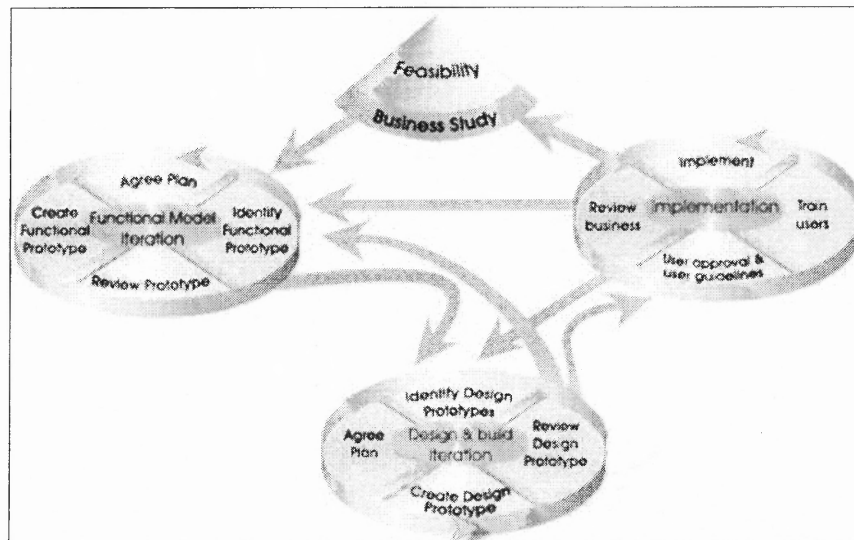 Feasibility
Business Study
Agree Plan
Create
Functional
Prototype
Functional Model
Iteration
Identify
Functional
Prototype
Review Prototype
Implement
Review
business
Implementation
Train
users
User approval &
user guidelines
Identify Design
Prototypes
Agree
Plan
Design & build
iteration
Review
Design
Prototype
Create Design
Prototype